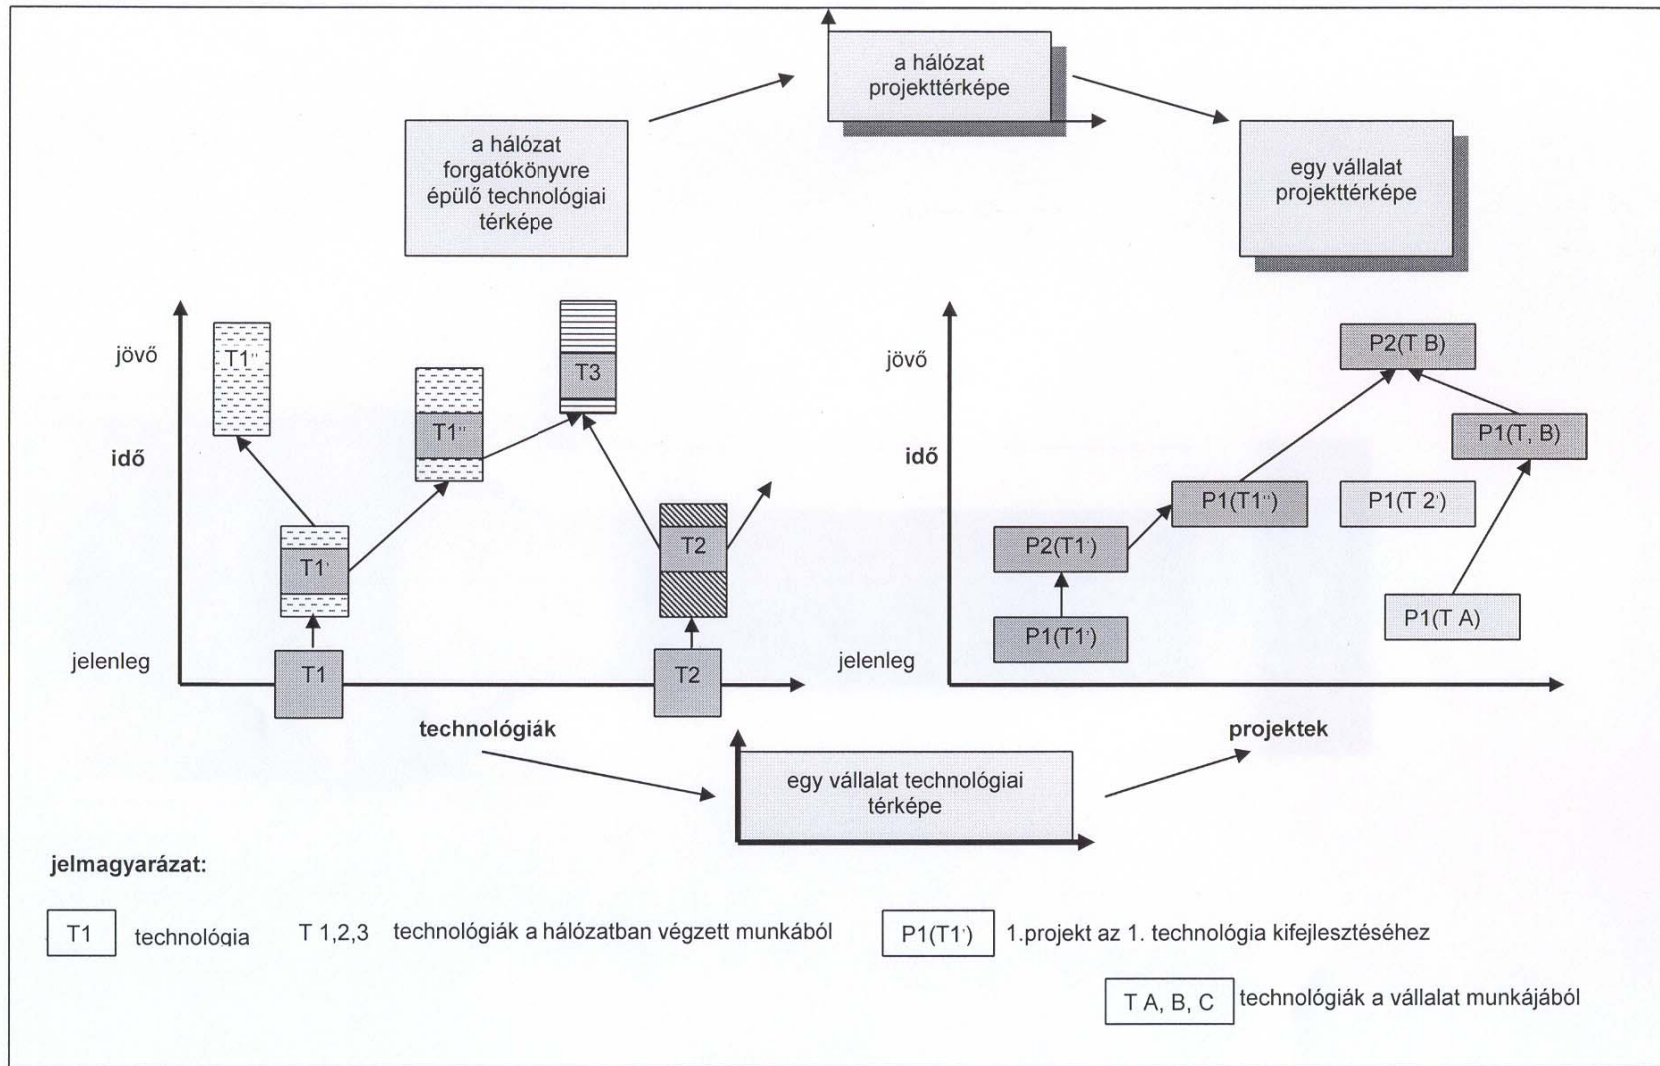 a hálózat
projekttérképe
a hálózat
forgatókönyvre
épülő technológiai
térképe
egy vállalat
projekttérképe
jövő
idő
jelenleg
T1''
T1''
T3
T1'
T2
T1
T2
technológiák
jövő
idő
jelenleg
P2(T B)
P1(T, B)
P1(T1'')
P1(T 2')
P2(T1')
P1(T1')
P1(T A)
projektek
egy vállalat technológiai
térképe
jelmagyarázat:
T1 technológia T 1,2,3 technológiák a hálózatban végzett munkából P1(T1') 1.projekt az 1. technológia kifejlesztéséhez
T A, B, C technológiák a vállalat munkájából